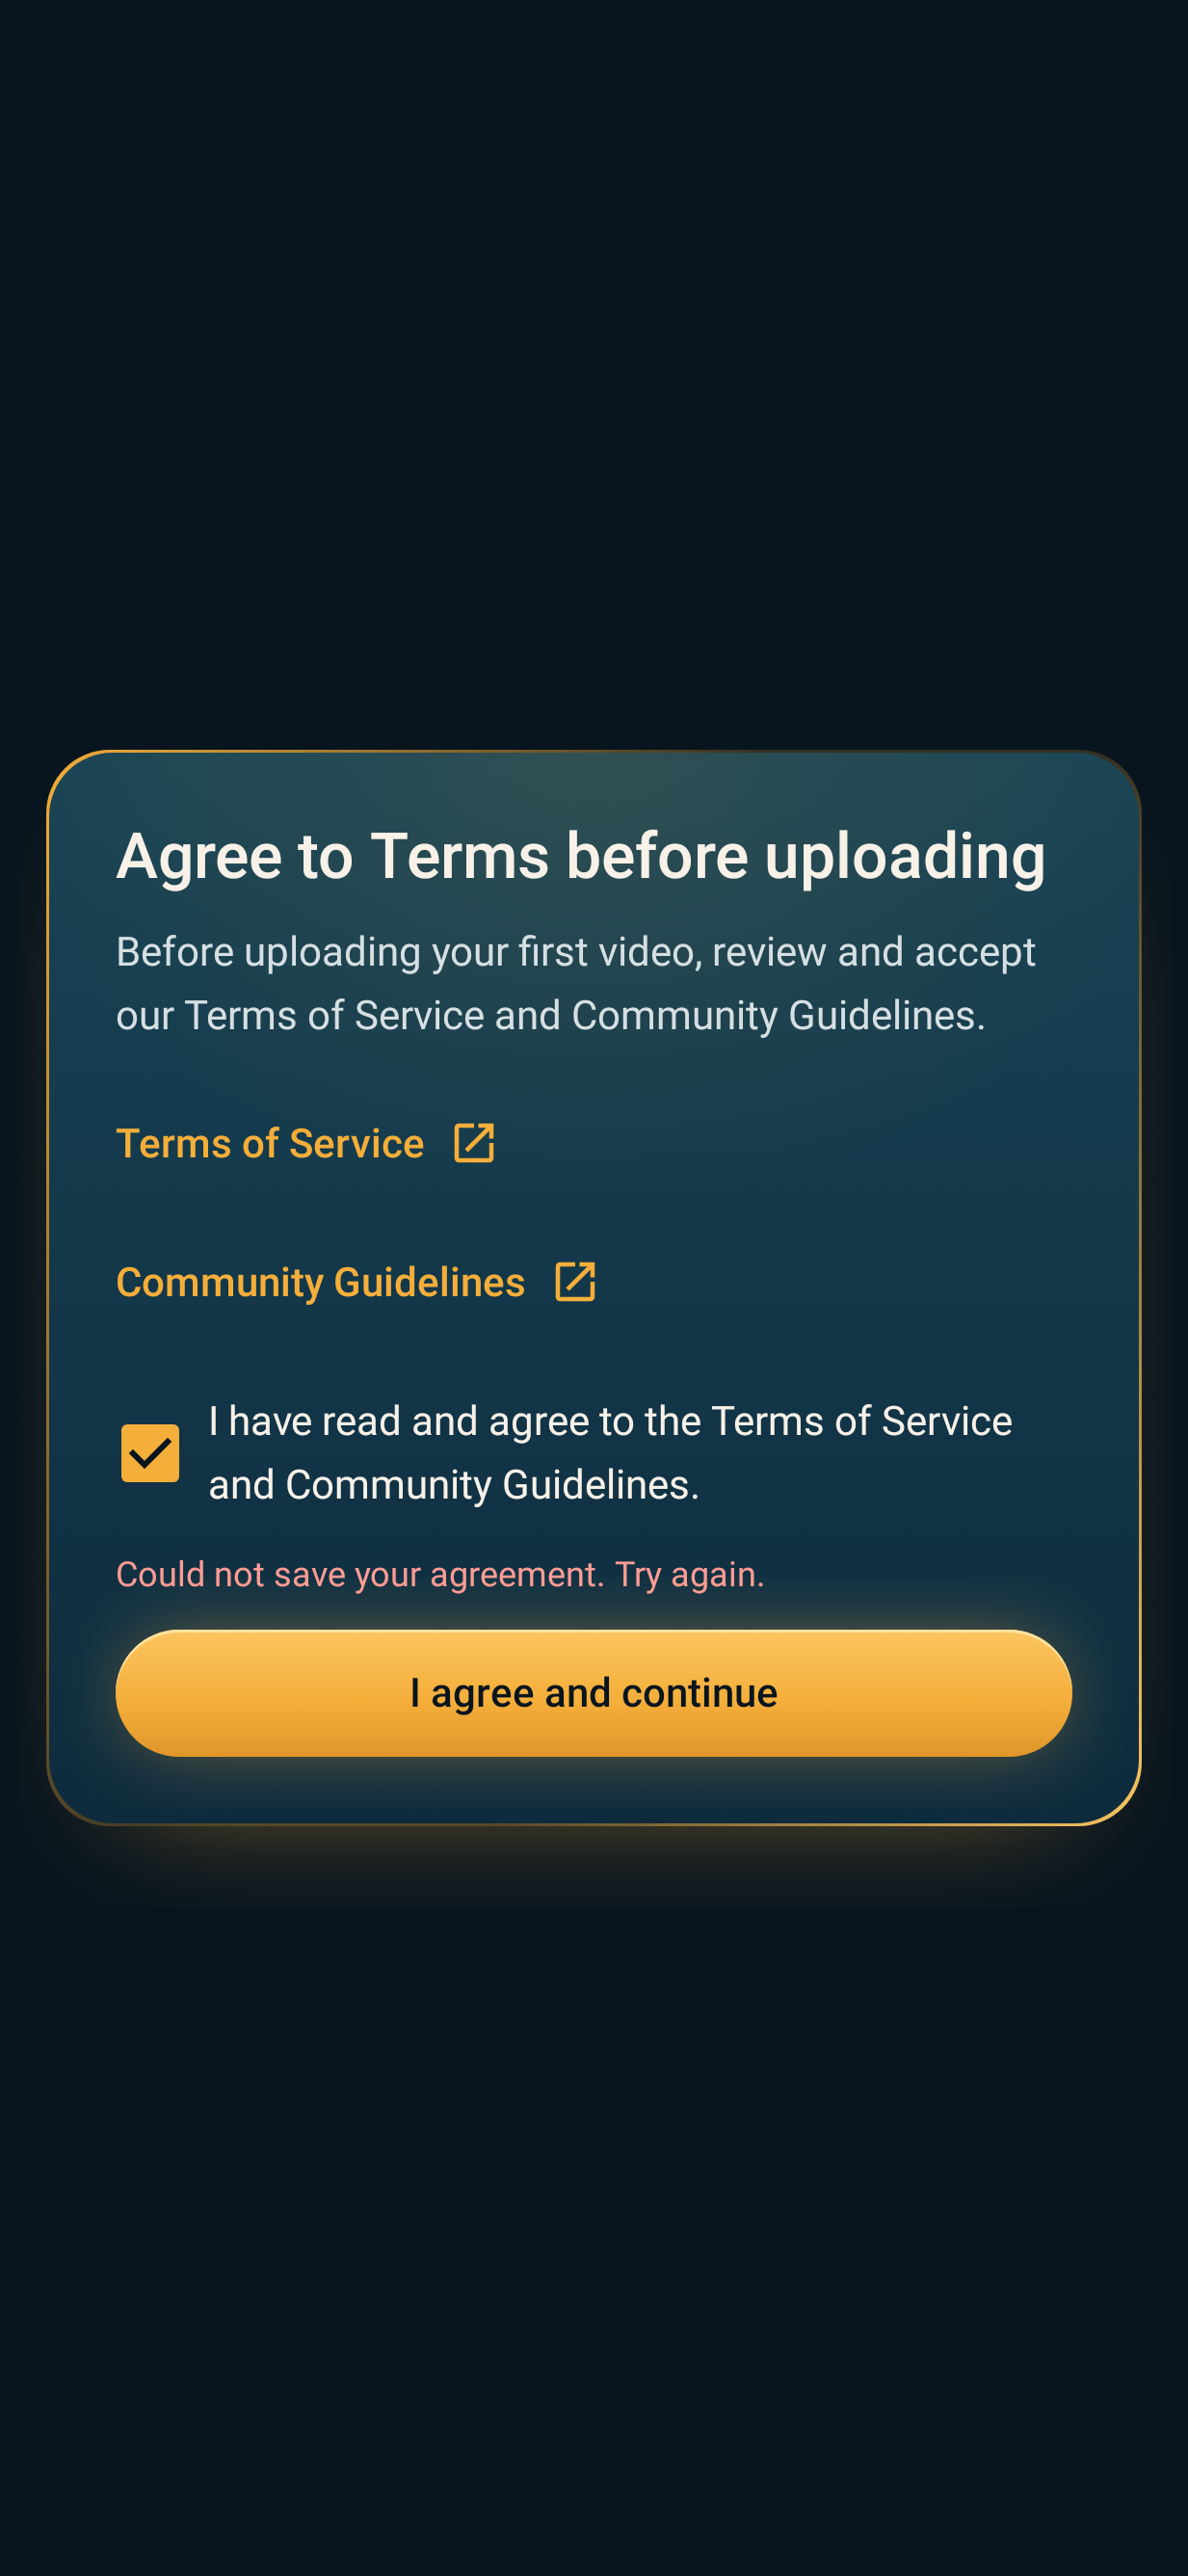 Agree to Terms before uploading
Before uploading your first video, review and accept
our Terms of Service and Community Guidelines.
Terms of Service
Community Guidelines
I have read and agree to the Terms of Service
and Community Guidelines.
Could not save your agreement. Try again.
I agree and continue